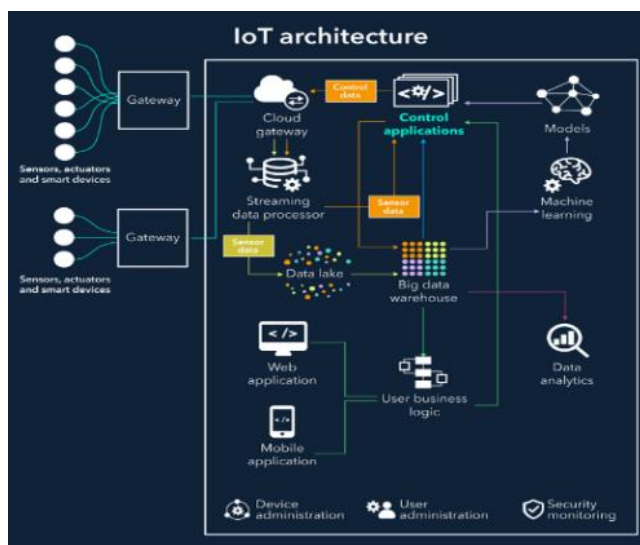 IoT architecture
Gateway
Sensors, actuators
and smart devices
Gateway
Sensors, actuators
and smart devices
Cloud
gateway
Control
data
</>
Control
applications
Models
Streaming
data processor
Sensor
data
Machine
learning
Sensor
data
Data lake
Big data
warehouse
</>
Web
application
User business
logic
Data
analytics
</>
Mobile
application
Device
administration
User
administration
Security
monitoring